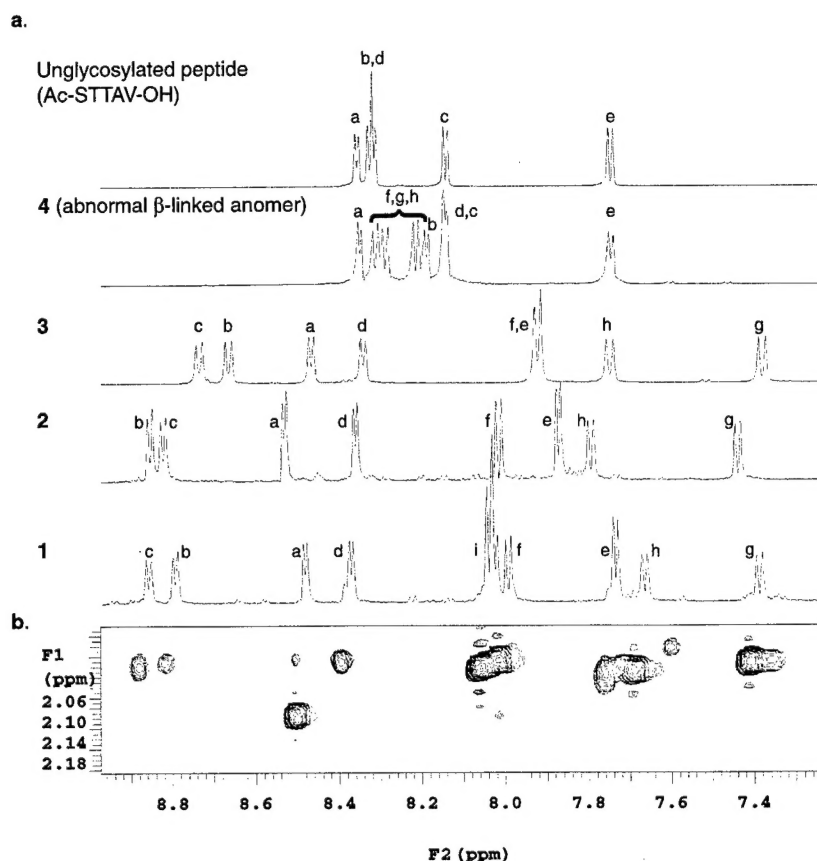 a.
Unglycosylated peptide
(Ac-STTAV-OH)
a b,d c e
4 (abnormal β-linked anomer)
a f,g,h b d,c e
3
c b a d f,e h g
2
b c a d f e h g
1
c b a d i f e h g
b.
F1
(ppm)
2.06
2.10
2.14
2.18
8.8 8.6 8.4 8.2 8.0 7.8 7.6 7.4
F2 (ppm)